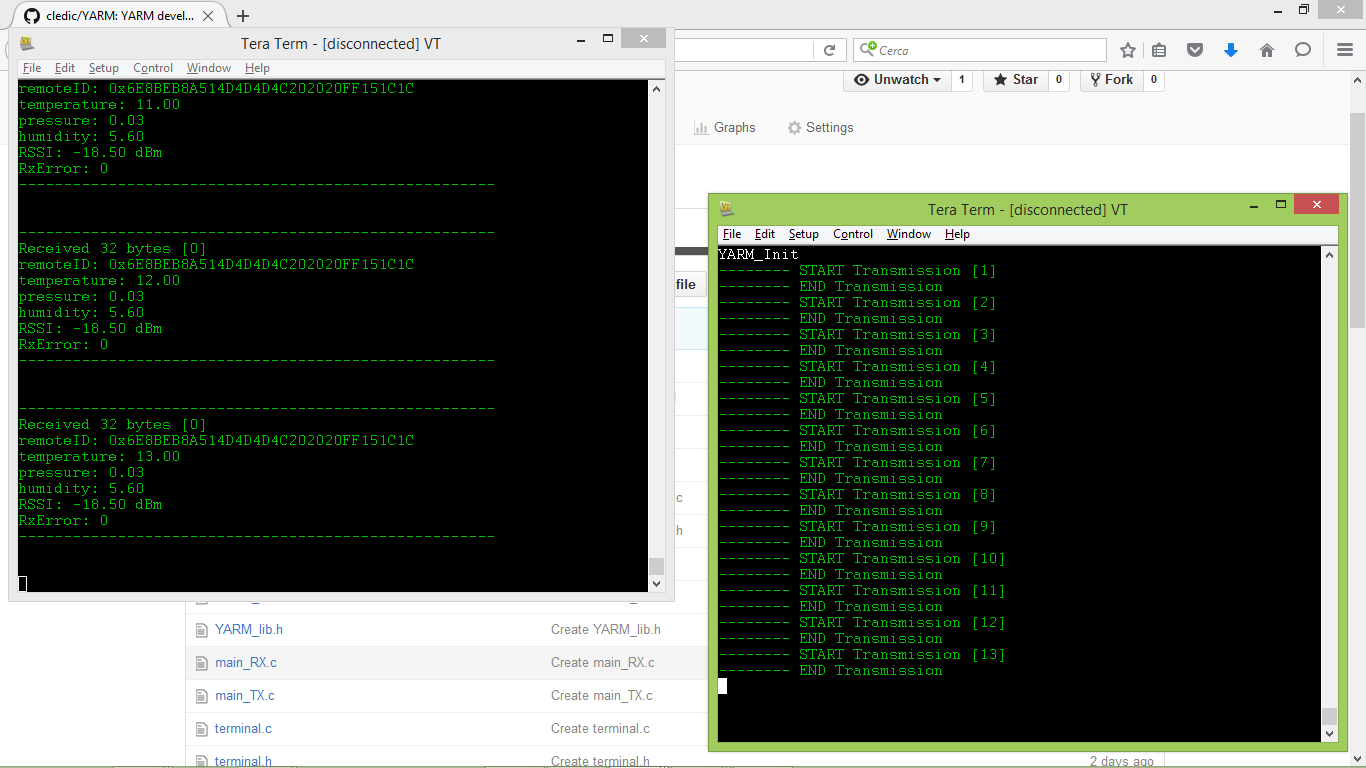 cledic/YARM: YARM devel...
Tera Term - [disconnected] VT
File Edit Setup Control Window Help
remoteID: 0x6E8BEB8A514D4D4D4C202020FF151C1C
temperature: 11.00
pressure: 0.03
humidity: 5.60
RSSI: -18.50 dBm
RxError: 0
-----------------------------------------------------
-----------------------------------------------------
Received 32 bytes [0]
remoteID: 0x6E8BEB8A514D4D4D4C202020FF151C1C
temperature: 12.00
pressure: 0.03
humidity: 5.60
RSSI: -18.50 dBm
RxError: 0
-----------------------------------------------------
-----------------------------------------------------
Received 32 bytes [0]
remoteID: 0x6E8BEB8A514D4D4D4C202020FF151C1C
temperature: 13.00
pressure: 0.03
humidity: 5.60
RSSI: -18.50 dBm
RxError: 0
-----------------------------------------------------
Cerca
Unwatch 1 Star 0 Fork 0
Graphs Settings
file
Tera Term - [disconnected] VT
File Edit Setup Control Window Help
YARM_Init
-------- START Transmission [1]
-------- END Transmission
-------- START Transmission [2]
-------- END Transmission
-------- START Transmission [3]
-------- END Transmission
-------- START Transmission [4]
-------- END Transmission
-------- START Transmission [5]
-------- END Transmission
-------- START Transmission [6]
-------- END Transmission
-------- START Transmission [7]
-------- END Transmission
-------- START Transmission [8]
-------- END Transmission
-------- START Transmission [9]
-------- END Transmission
-------- START Transmission [10]
-------- END Transmission
-------- START Transmission [11]
-------- END Transmission
-------- START Transmission [12]
-------- END Transmission
-------- START Transmission [13]
-------- END Transmission
.c
.h
YARM_lib.h Create YARM_lib.h
main_RX.c Create main_RX.c
main_TX.c Create main_TX.c
terminal.c Create terminal.c
terminal.h Create terminal.h 2 days ago